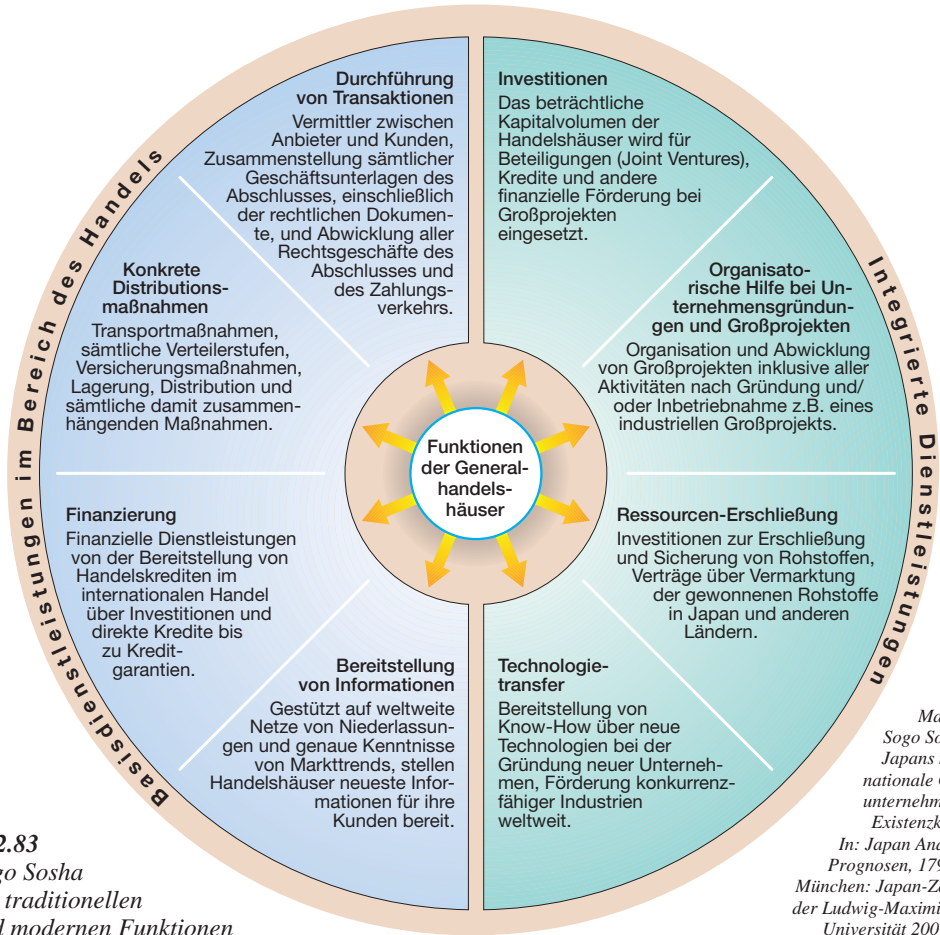 Basisdienstleistungen im Bereich des Handels
Durchführung
von Transaktionen
Vermittler zwischen
Anbieter und Kunden,
Zusammenstellung sämtlicher
Geschäftsunterlagen des
Abschlusses, einschließlich
der rechtlichen Dokumen-
te, und Abwicklung aller
Rechtsgeschäfte des
Abschlusses und
des Zahlungs-
verkehrs.
Konkrete
Distributions-
maßnahmen
Transportmaßnahmen,
sämtliche Verteilerstufen,
Versicherungsmaßnahmen,
Lagerung, Distribution und
sämtliche damit zusammen-
hängenden Maßnahmen.
Finanzierung
Finanzielle Dienstleistungen
von der Bereitstellung von
Handelskrediten im
internationalen Handel
über Investitionen und
direkte Kredite bis
zu Kredit-
garantien.
Bereitstellung
von Informationen
Gestützt auf weltweite
Netze von Niederlassun-
gen und genaue Kenntnisse
von Markttrends, stellen
Handelshäuser neueste Infor-
mationen für ihre
Kunden bereit.
Funktionen
der General-
handels-
häuser
Integrierte Dienstleistungen
Investitionen
Das beträchtliche
Kapitalvolumen der
Handelshäuser wird für
Beteiligungen (Joint Ventures),
Kredite und andere
finanzielle Förderung bei
Großprojekten
eingesetzt.
Organisato-
rische Hilfe bei Un-
ternehmensgründun-
gen und Großprojekten
Organisation und Abwicklung
von Großprojekten inklusive aller
Aktivitäten nach Gründung und/
oder Inbetriebnahme z.B. eines
industriellen Großprojekts.
Ressourcen-Erschließung
Investitionen zur Erschließung
und Sicherung von Rohstoffen,
Verträge über Vermarktung
der gewonnenen Rohstoffe
in Japan und anderen
Ländern.
Technologie-
transfer
Bereitstellung von
Know-How über neue
Technologien bei der
Gründung neuer Unterneh-
men, Förderung konkurrenz-
fähiger Industrien
weltweit.
2.83
go Sosha
traditionellen
modernen Funktionen
Ma
Sogo So
Japans
nationale
unternehm
Existenzk
In: Japan Ana
Prognosen, 179
München: Japan-Ze
der Ludwig-Maximi
Universität 200